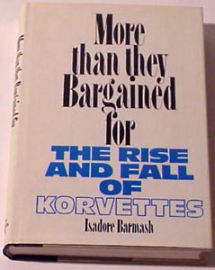 More
than they
Bargained
for
THE RISE
AND FALL
OF
KORVETTES
Isadore Barmash